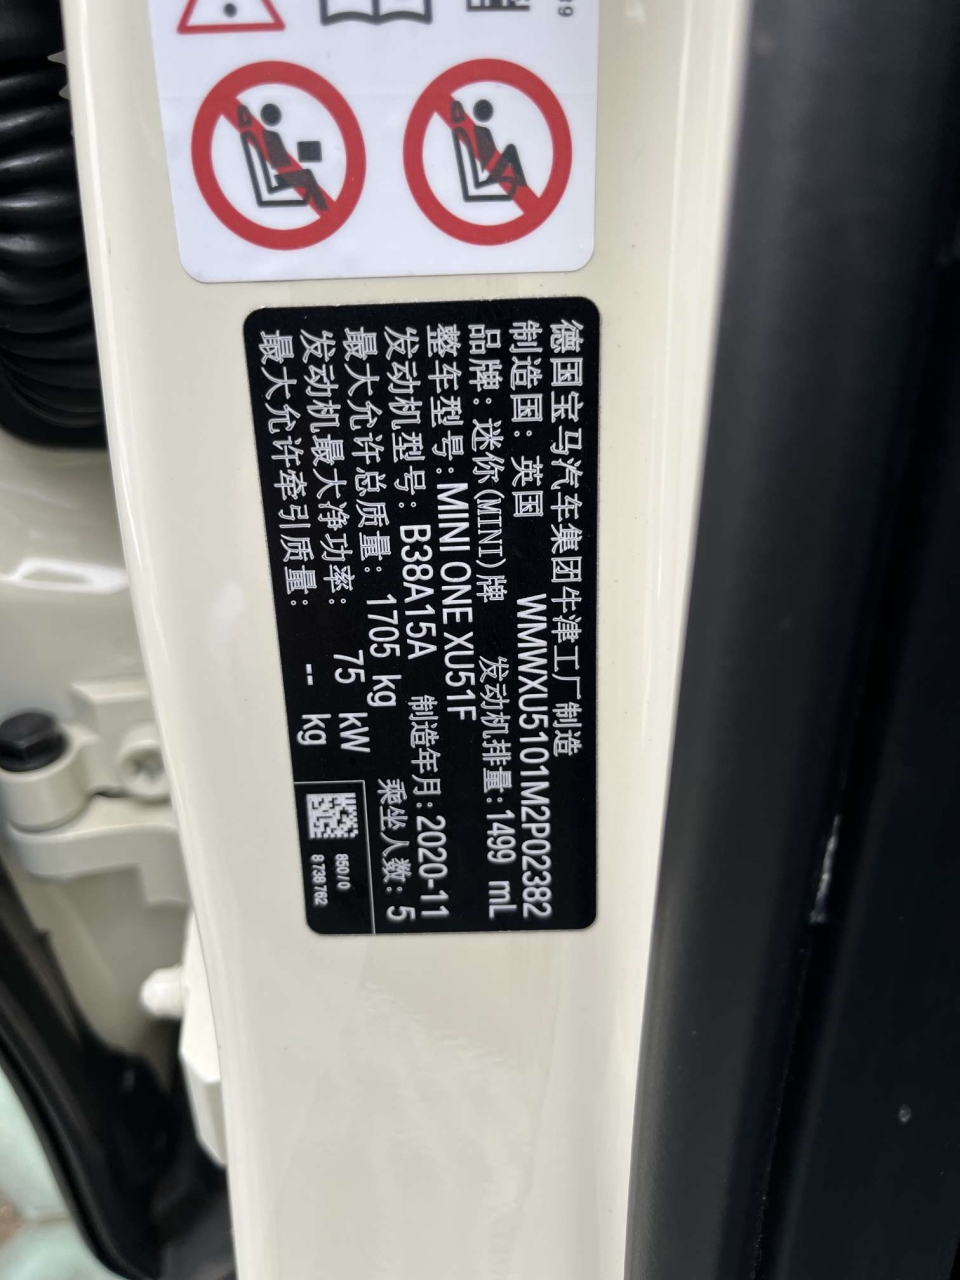 德国宝马汽车集团牛津工厂制造
制造国：英国 WMWXU5101M2P02382
品牌：迷你(MINI)牌 发动机排量：1499 mL
整车型号：MINI ONE XU51F
发动机型号：B38A15A 制造年月：2020-11
最大允许总质量：1705 kg 乘坐人数：5
发动机最大净功率：75 kW
最大允许牵引质量：-- kg
850/0
8 738 762